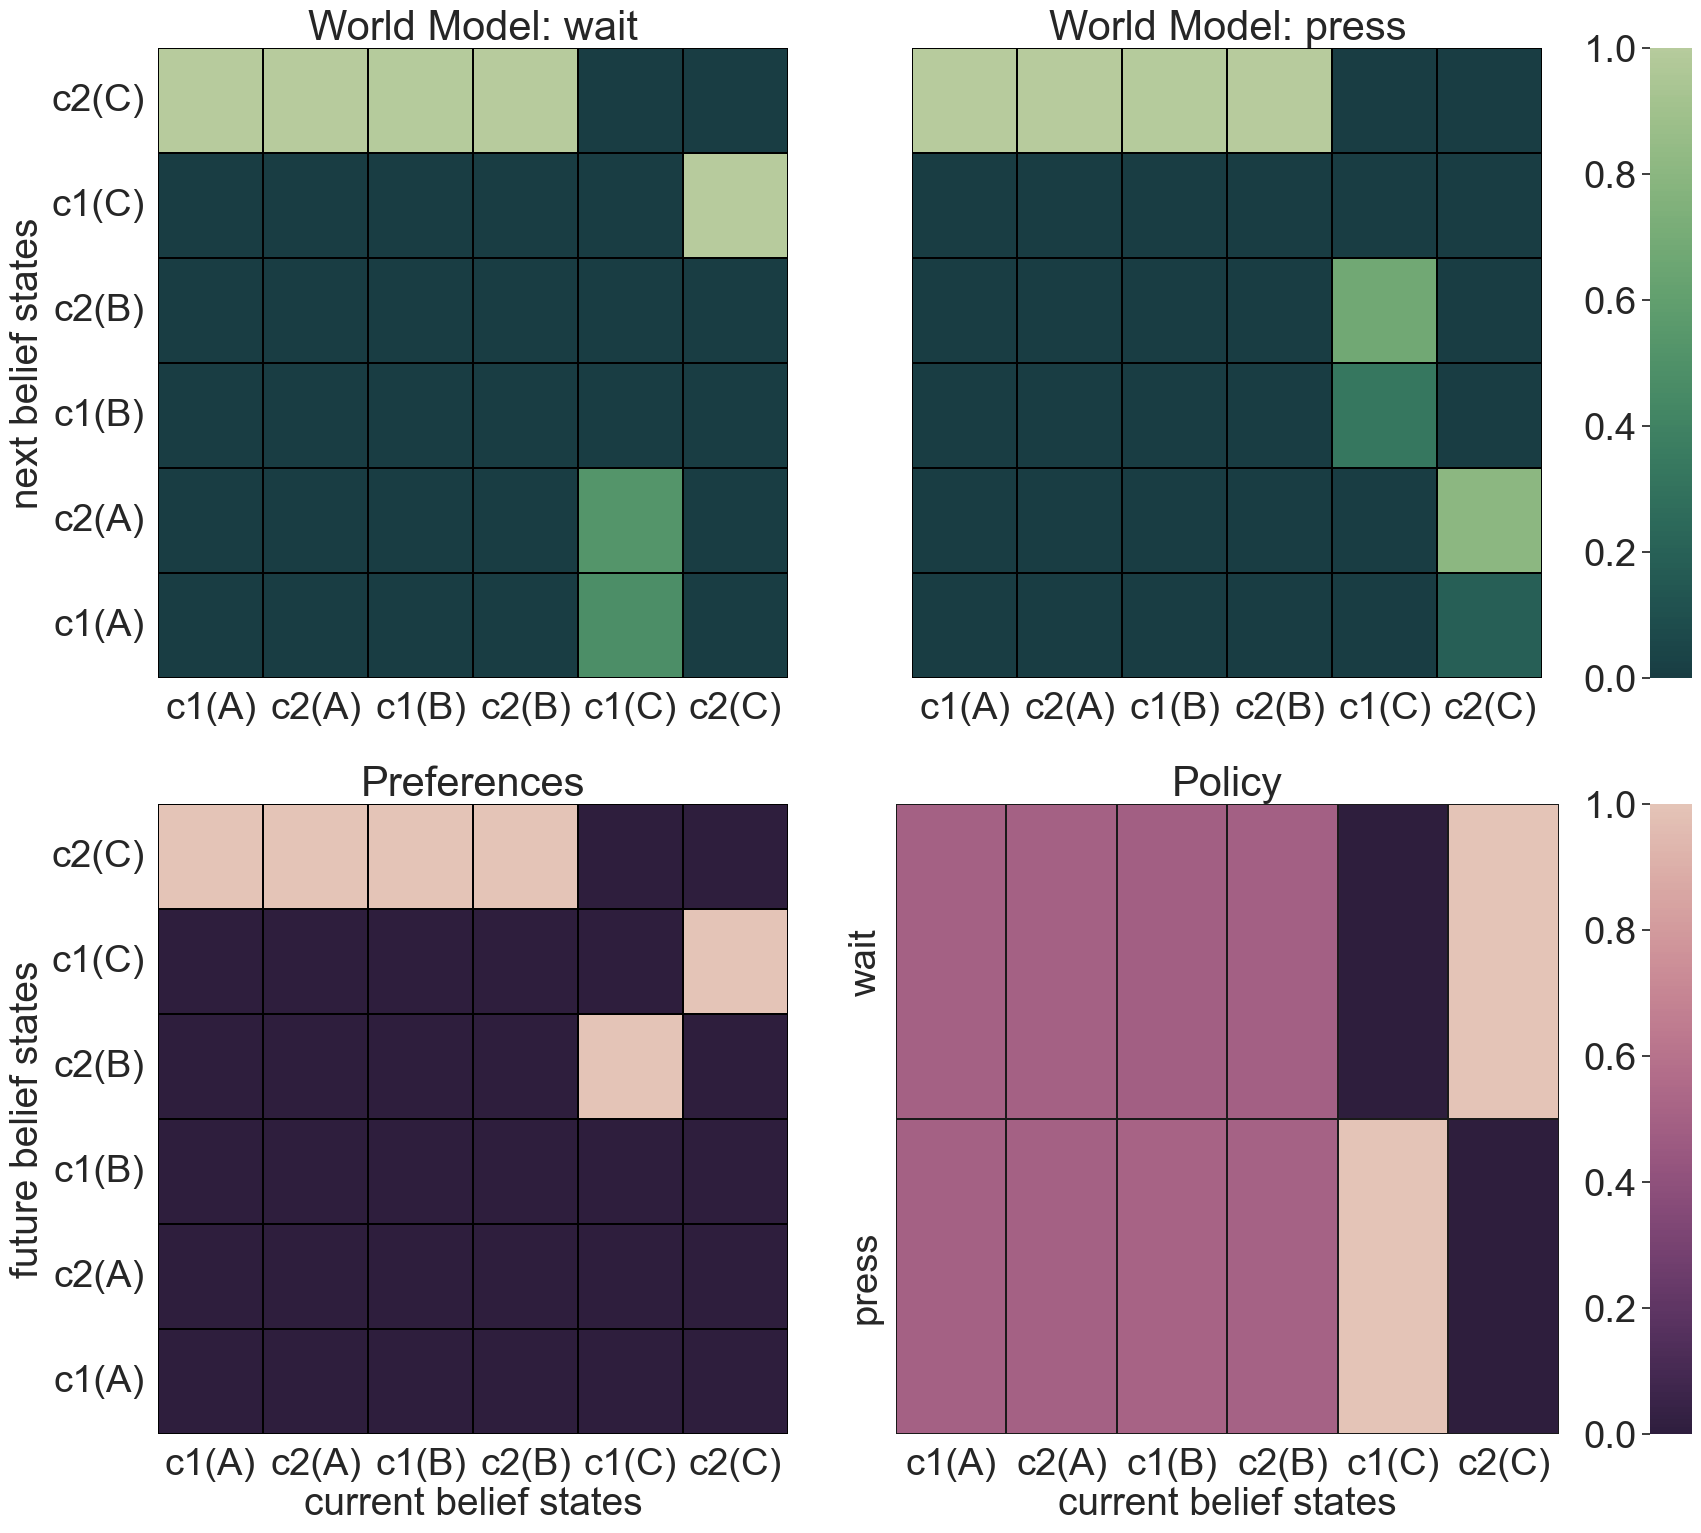 World Model: wait
World Model: press
next belief states
c2(C)
c1(C)
c2(B)
c1(B)
c2(A)
c1(A)
c1(A) c2(A) c1(B) c2(B) c1(C) c2(C)
c1(A) c2(A) c1(B) c2(B) c1(C) c2(C)
1.0
0.8
0.6
0.4
0.2
0.0
Preferences
Policy
future belief states
c2(C)
c1(C)
c2(B)
c1(B)
c2(A)
c1(A)
c1(A) c2(A) c1(B) c2(B) c1(C) c2(C)
current belief states
wait
press
c1(A) c2(A) c1(B) c2(B) c1(C) c2(C)
current belief states
1.0
0.8
0.6
0.4
0.2
0.0